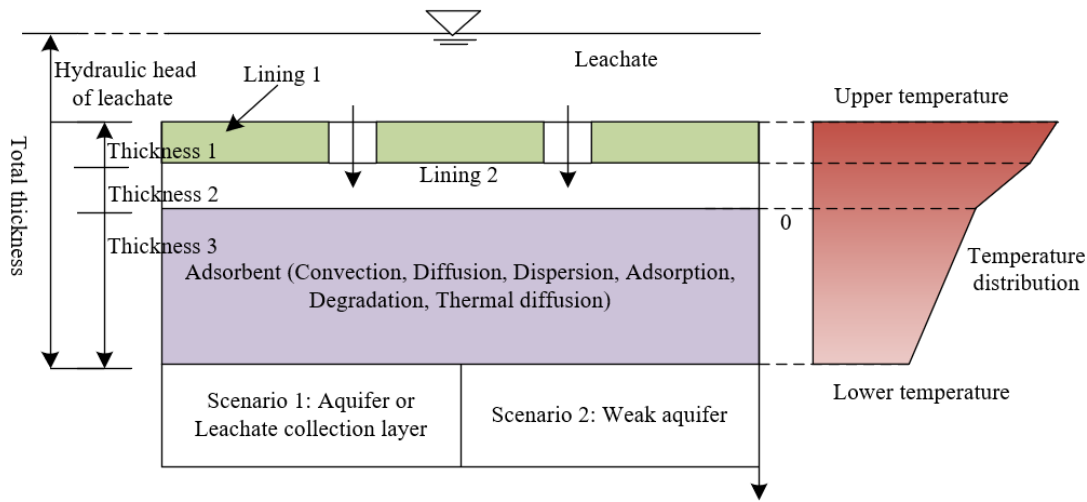 Hydraulic head
of leachate
Lining 1
Leachate
Upper temperature
Total thickness
Thickness 1
Lining 2
Thickness 2
0
Thickness 3
Adsorbent (Convection, Diffusion, Dispersion, Adsorption,
Degradation, Thermal diffusion)
Temperature
distribution
Scenario 1: Aquifer or
Leachate collection layer
Scenario 2: Weak aquifer
Lower temperature